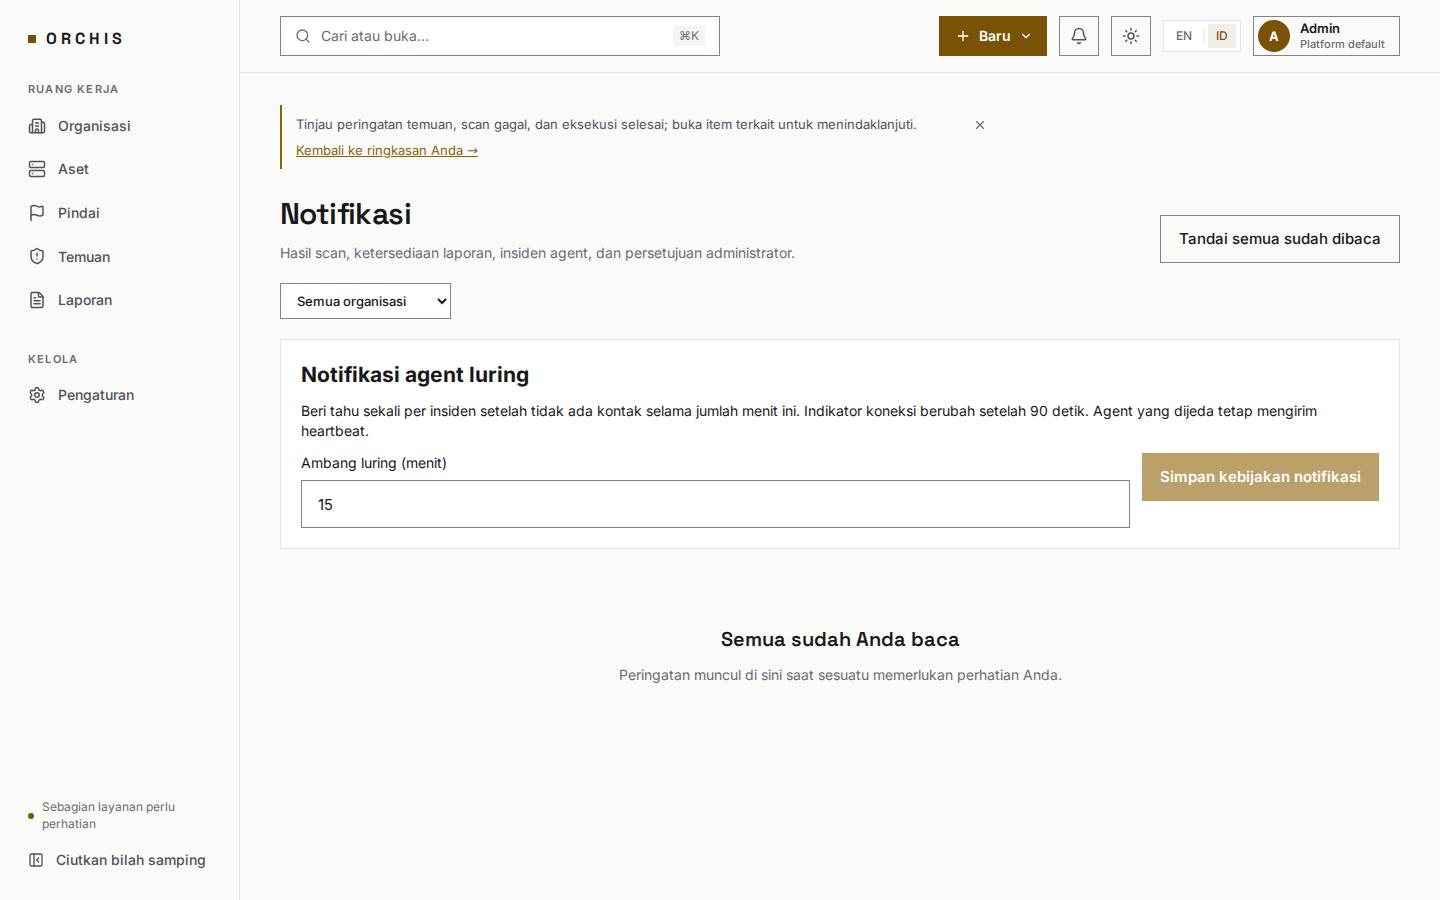 ORCHIS
RUANG KERJA
Organisasi
Aset
Pindai
Temuan
Laporan
KELOLA
Pengaturan
Sebagian layanan perlu
perhatian
Ciutkan bilah samping
Cari atau buka...
⌘K
Baru
EN
ID
A
Admin
Platform default
Tinjau peringatan temuan, scan gagal, dan eksekusi selesai; buka item terkait untuk menindaklanjuti.
Kembali ke ringkasan Anda →
Notifikasi
Hasil scan, ketersediaan laporan, insiden agent, dan persetujuan administrator.
Tandai semua sudah dibaca
Semua organisasi
Notifikasi agent luring
Beri tahu sekali per insiden setelah tidak ada kontak selama jumlah menit ini. Indikator koneksi berubah setelah 90 detik. Agent yang dijeda tetap mengirim
heartbeat.
Ambang luring (menit)
15
Simpan kebijakan notifikasi
Semua sudah Anda baca
Peringatan muncul di sini saat sesuatu memerlukan perhatian Anda.